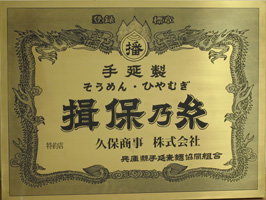 登録 標章
播
手延製
そうめん・ひやむぎ
揖保乃糸
特約店
久保商事 株式会社
兵庫縣手延素麺協同組合